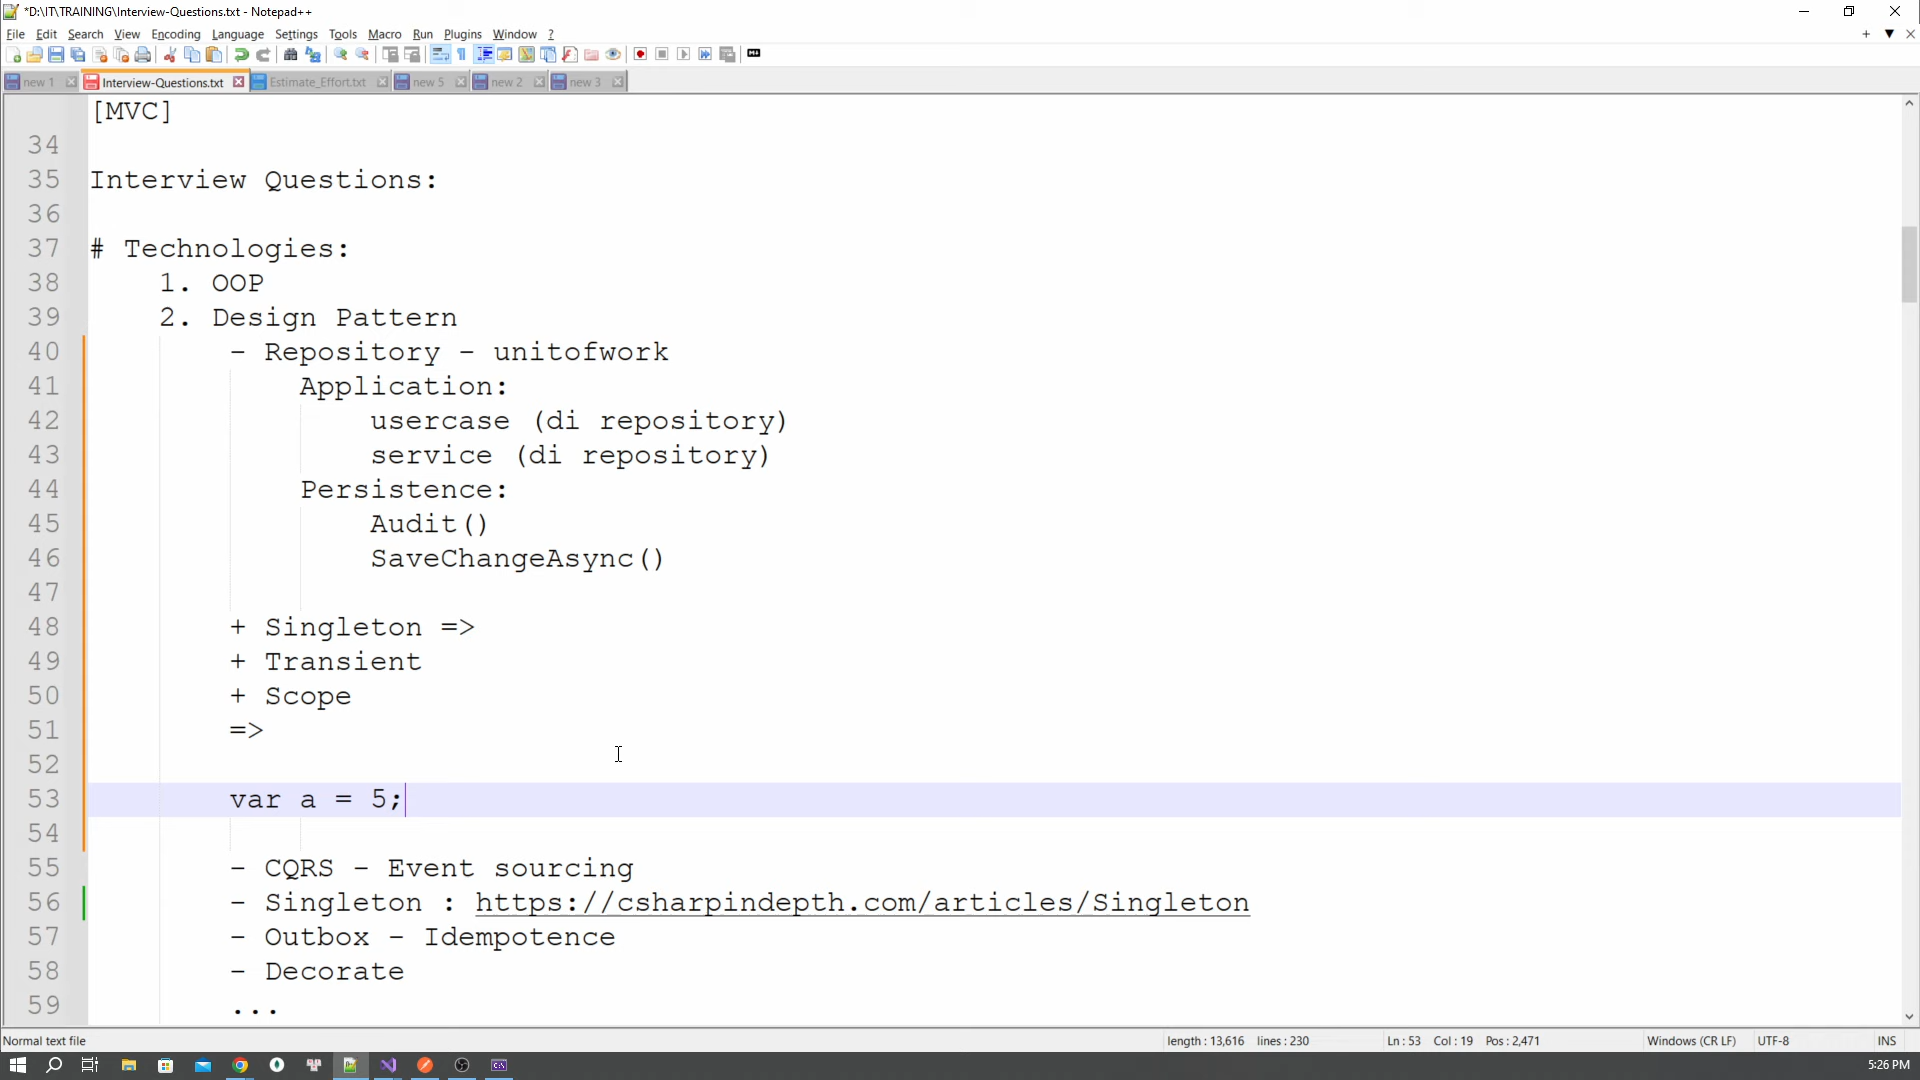 *D:\IT\TRAINING\Interview-Questions.txt - Notepad++
File Edit Search View Encoding Language Settings Tools Macro Run Plugins Window ?
new 1 Interview-Questions.txt Estimate_Effort.txt new 5 new 2 new 3
[MVC]
34
35 Interview Questions:
36
37 # Technologies:
38 1. OOP
39 2. Design Pattern
40 - Repository - unitofwork
41 Application:
42 usercase (di repository)
43 service (di repository)
44 Persistence:
45 Audit()
46 SaveChangeAsync()
47
48 + Singleton =>
49 + Transient
50 + Scope
51 =>
52
53 var a = 5;
54
55 - CQRS - Event sourcing
56 - Singleton : https://csharpindepth.com/articles/Singleton
57 - Outbox - Idempotence
58 - Decorate
59 ...
Normal text file length : 13,616 lines : 230 Ln : 53 Col : 19 Pos : 2,471 Windows (CR LF) UTF-8 INS
5:26 PM